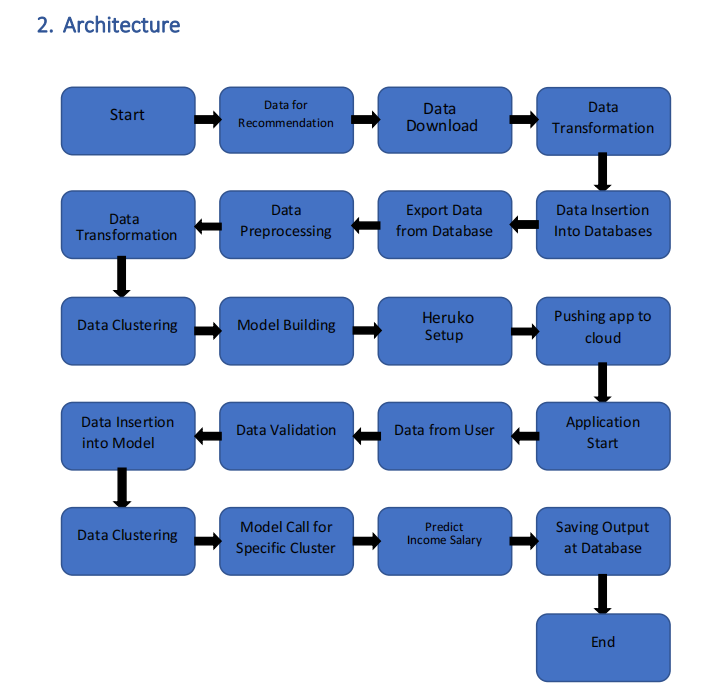 2. Architecture
Start
Data for
Recommendation
Data
Download
Data
Transformation
Data
Transformation
Data
Preprocessing
Export Data
from Database
Data Insertion
Into Databases
Data Clustering
Model Building
Heruko
Setup
Pushing app to
cloud
Data Insertion
into Model
Data Validation
Data from User
Application
Start
Data Clustering
Model Call for
Specific Cluster
Predict
Income Salary
Saving Output
at Database
End